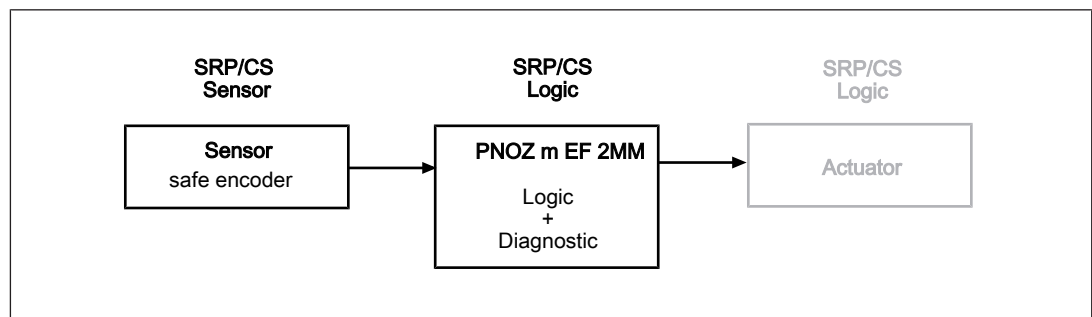 SRP/CS
Sensor
SRP/CS
Logic
SRP/CS
Logic
Sensor
safe encoder
PNOZ m EF 2MM
Logic
+
Diagnostic
Actuator